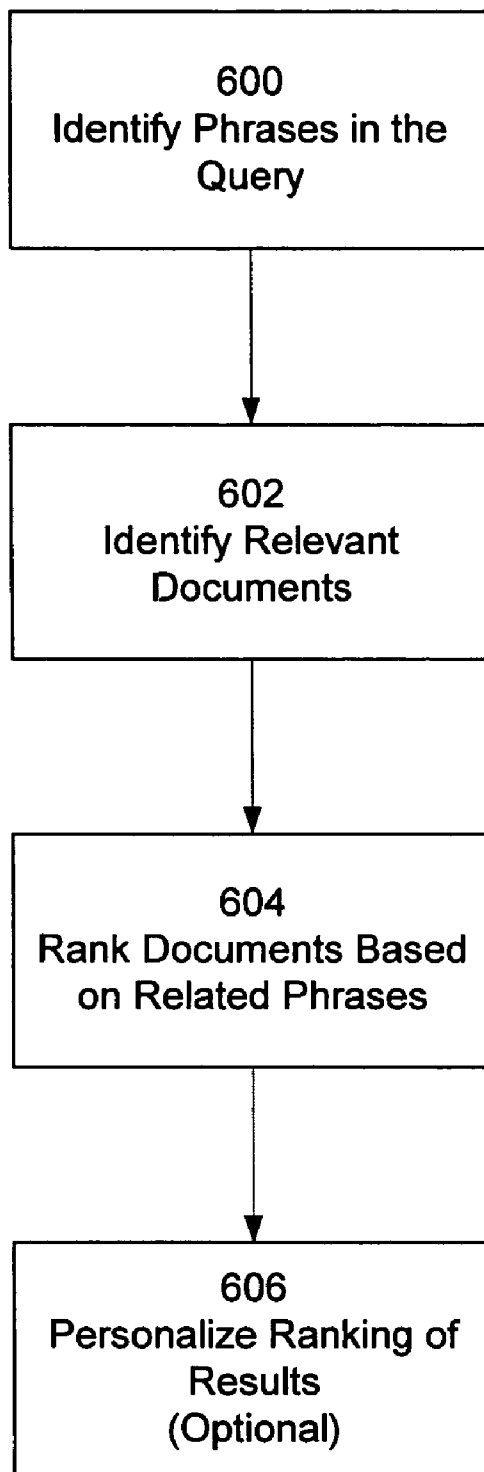 600
Identify Phrases in the
Query
602
Identify Relevant
Documents
604
Rank Documents Based
on Related Phrases
606
Personalize Ranking of
Results
(Optional)